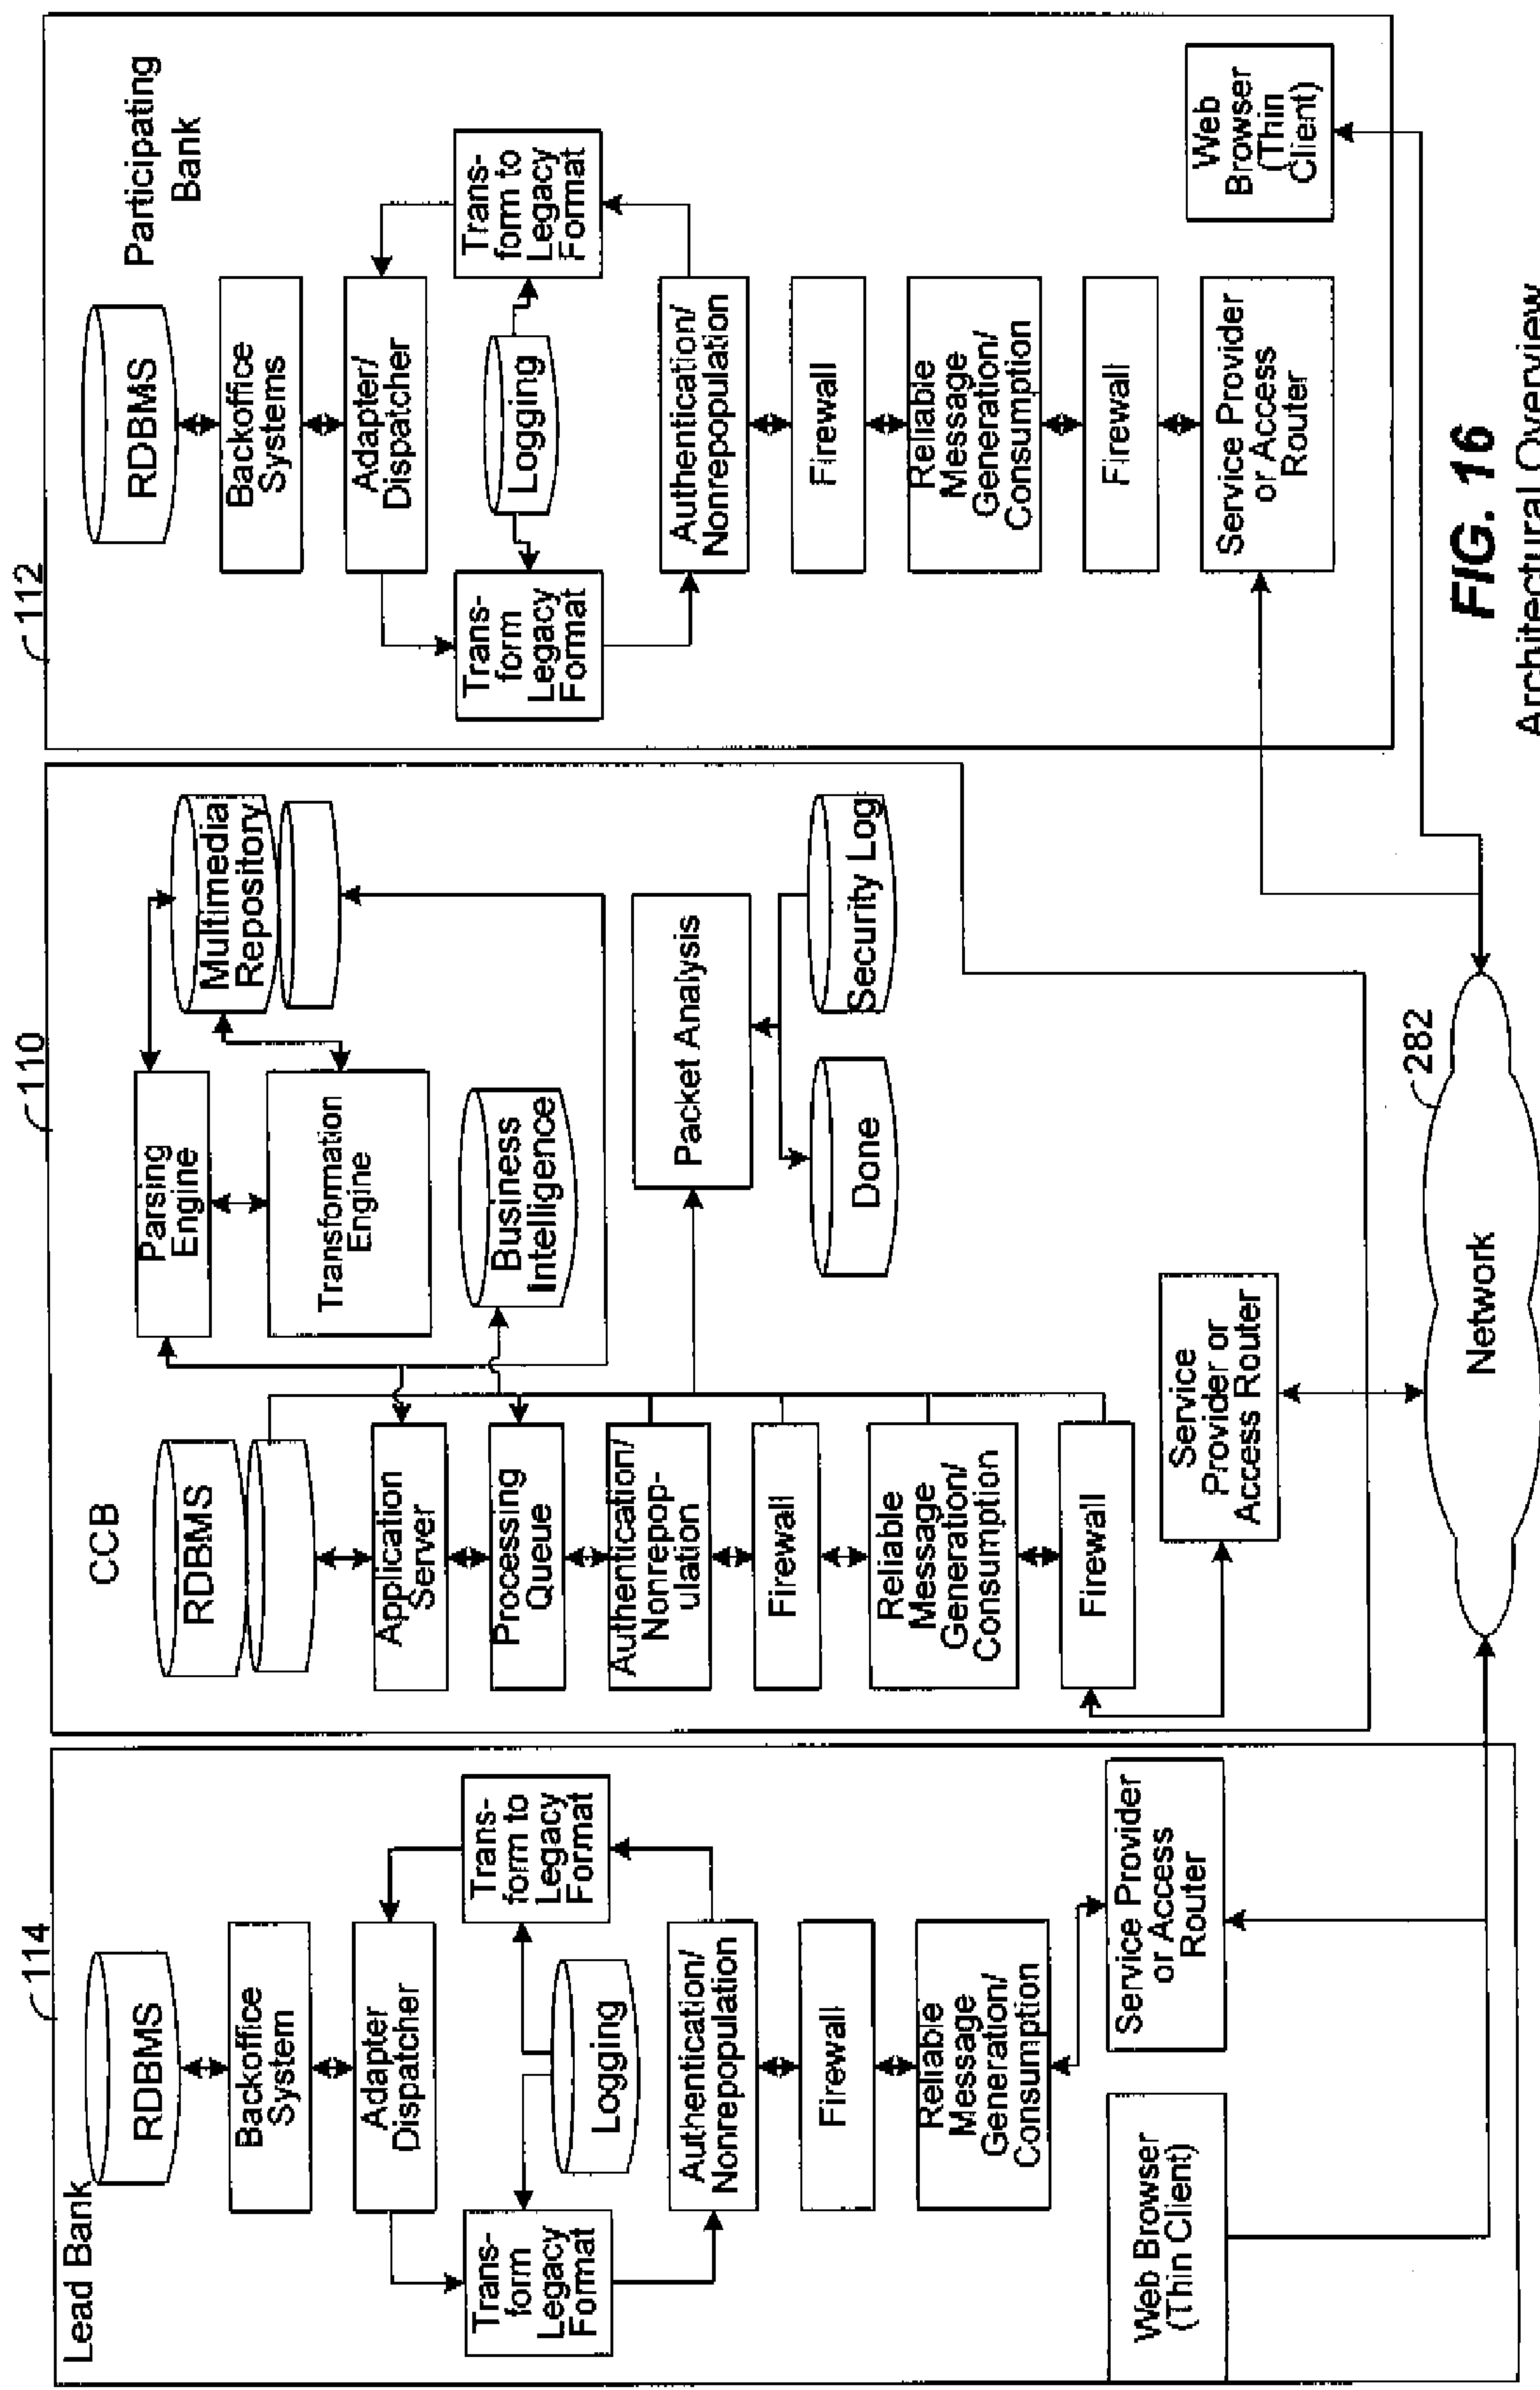 114
Lead Bank
RDBMS
Backoffice
System
Adapter
Dispatcher
Trans-
form
Legacy
Format
Logging
Trans-
form to
Legacy
Format
Authentication/
Nonrepopulation
Firewall
Reliable
Message
Generation/
Consumption
Web Browser
(Thin Client)
Service Provider
or Access
Router
110
CCB
RDBMS
Application
Server
Processing
Queue
Authentication/
Nonrepop-
ulation
Firewall
Reliable
Message
Generation/
Consumption
Firewall
Service
Provider or
Access Router
Parsing
Engine
Transformation
Engine
Multimedia
Repository
Business
Intelligence
Packet Analysis
Done
Security Log
112
Participating
Bank
RDBMS
Backoffice
Systems
Adapter/
Dispatcher
Trans-
form
Legacy
Format
Logging
Trans-
form to
Legacy
Format
Authentication/
Nonrepopulation
Firewall
Reliable
Message
Generation/
Consumption
Firewall
Service Provider
or Access
Router
Web
Browser
(Thin
Client)
282
Network
FIG. 16
Architectural Overview